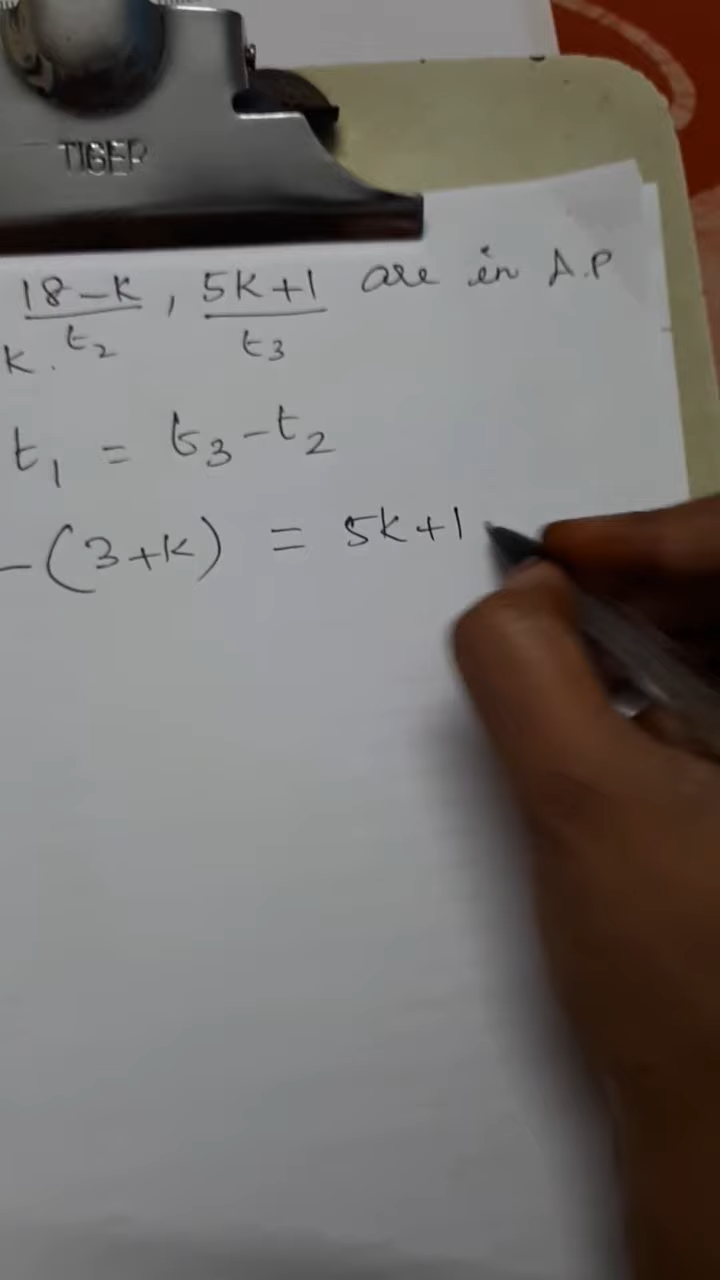 TIGER
18-k, 5k+1 are in A.P
k. t₂ t₃
t₁ = t₃-t₂
-(3+k) = 5k+1